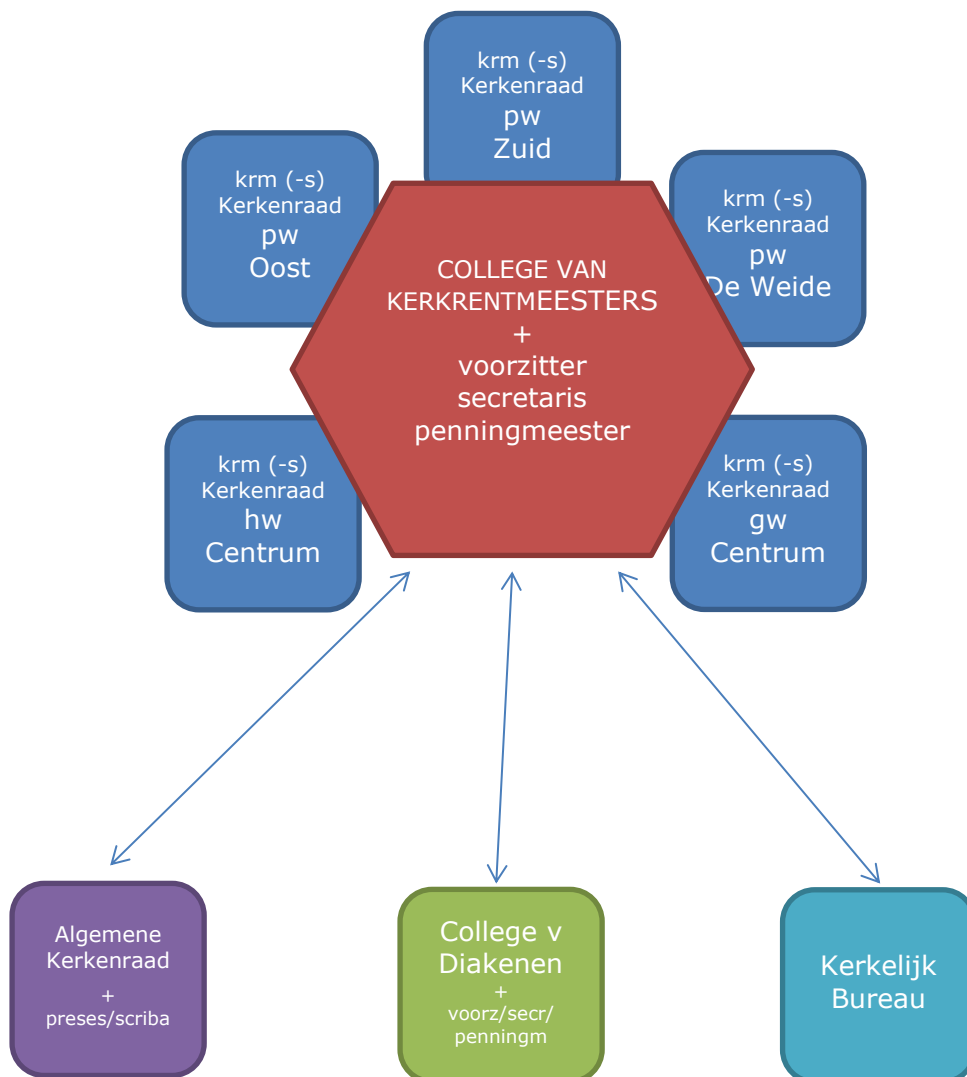 krm (-s)
Kerkenraad
pw
Zuid
krm (-s)
Kerkenraad
pw
Oost
krm (-s)
Kerkenraad
pw
De Weide
COLLEGE VAN
KERKRENTMEESTERS
+
voorzitter
secretaris
penningmeester
krm (-s)
Kerkenraad
hw
Centrum
krm (-s)
Kerkenraad
gw
Centrum
Algemene
Kerkenraad
+
preses/scriba
College v
Diakenen
+
voorz/secr/
penningm
Kerkelijk
Bureau